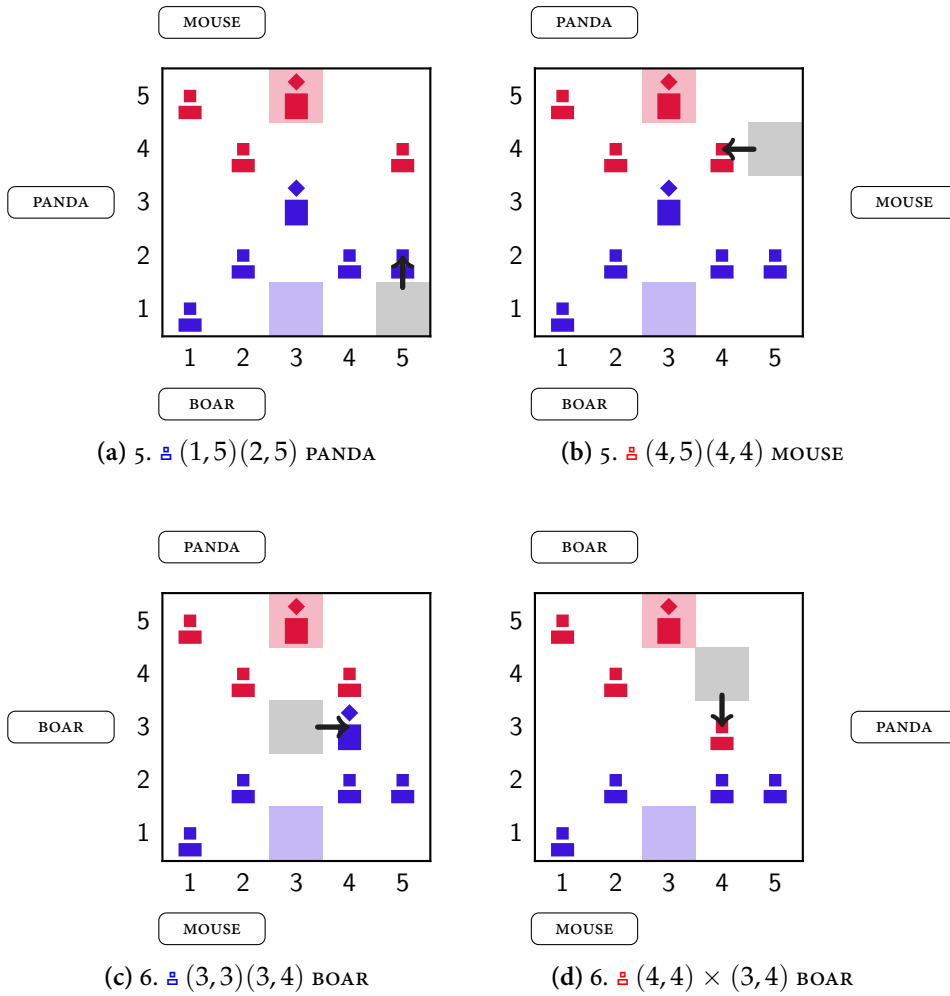 MOUSE
PANDA
5
4
PANDA
3
2
1
1 2 3 4 5
BOAR
(a) 5. (1, 5)(2, 5) PANDA
5
4
3
MOUSE
2
1
1 2 3 4 5
BOAR
(b) 5. (4, 5)(4, 4) MOUSE
PANDA
BOAR
5
4
BOAR
3
2
1
1 2 3 4 5
MOUSE
(c) 6. (3, 3)(3, 4) BOAR
5
4
3
PANDA
2
1
1 2 3 4 5
MOUSE
(d) 6. (4, 4) × (3, 4) BOAR